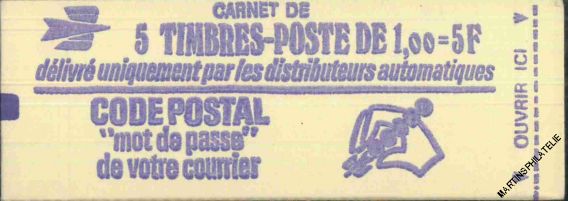 CARNET DE
5 TIMBRES-POSTE DE 1,00=5F
délivré uniquement par les distributeurs automatiques
CODE POSTAL
"mot de passe"
de votre courrier
OUVRIR ICI
MARTINSPHILATELIE